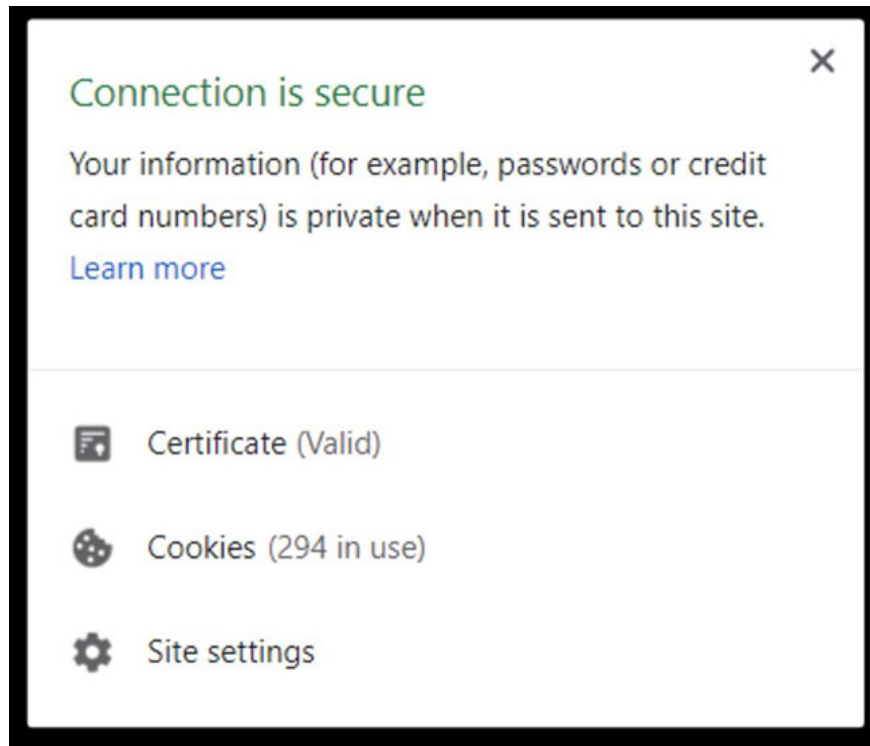 Connection is secure
Your information (for example, passwords or credit
card numbers) is private when it is sent to this site.
Learn more
Certificate (Valid)
Cookies (294 in use)
Site settings